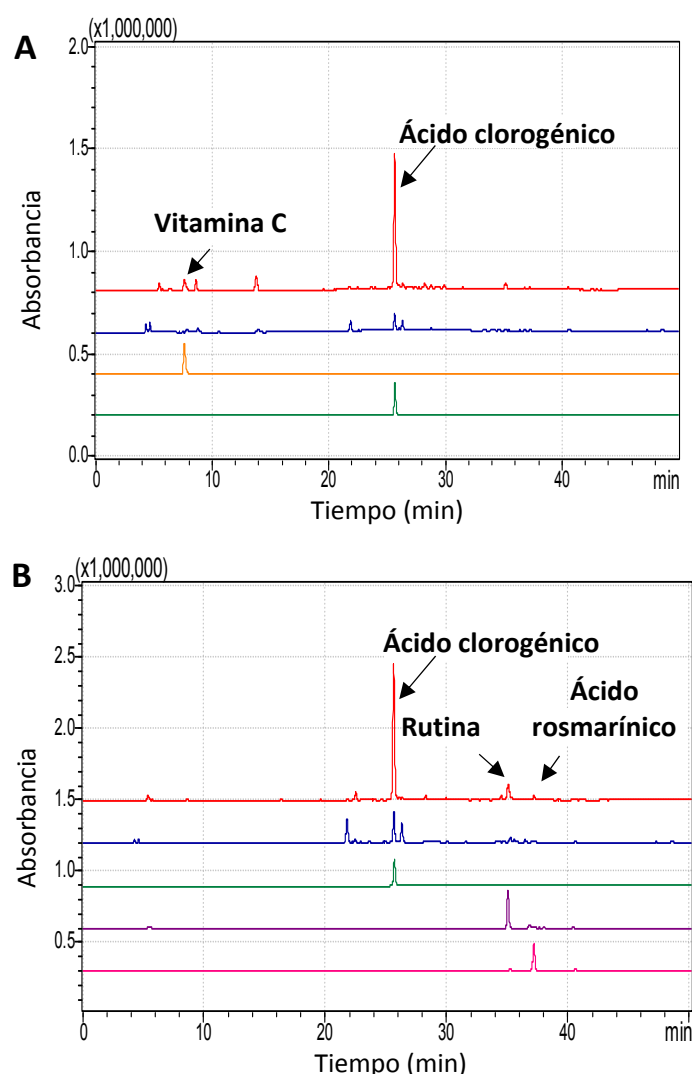 A
(x1,000,000)
2.0
Ácido clorogénico
1.5
Vitamina C
1.0
0.5
0.0
Absorbancia
0
10
20
30
40
min
Tiempo (min)
B
(x1,000,000)
3.0
Ácido clorogénico
2.5
Ácido
rosmarínico
Rutina
2.0
1.5
1.0
0.5
Absorbancia
0
10
20
30
40
min
Tiempo (min)